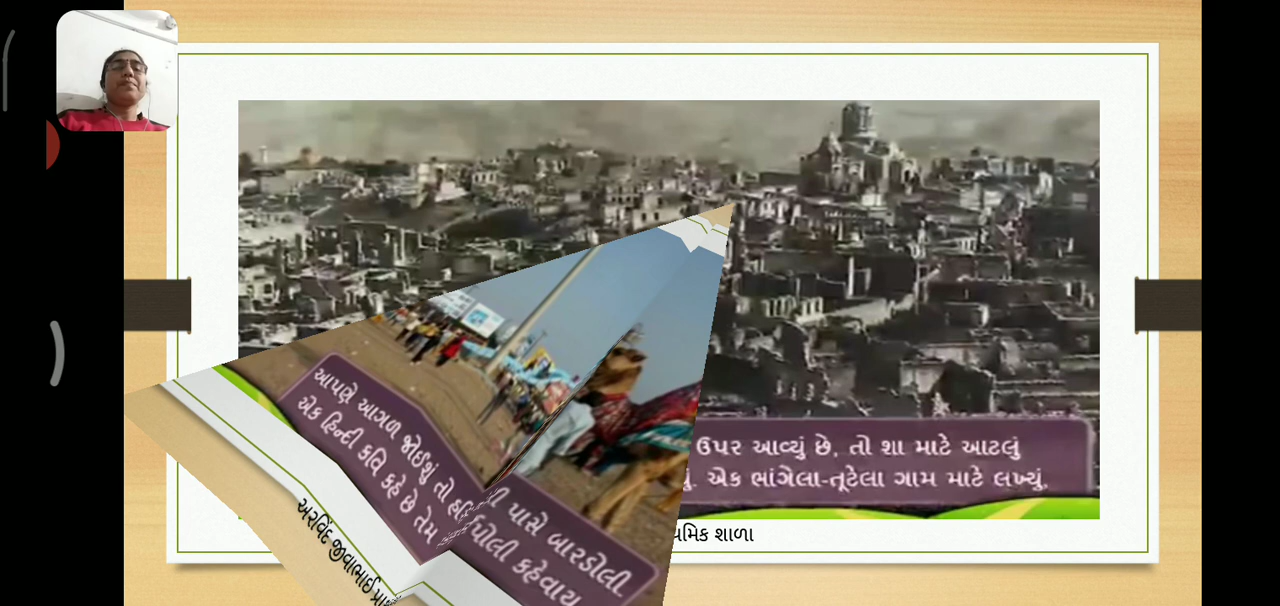 ઉપર આવ્યું છે, તો શા માટે આટલું
એક ભાંગેલા-તૂટેલા ગામ માટે લખ્યું.
શાળા
આપણે આગળ જોઈશું તો
એક હિન્દી કવિ કહે છે તેમ
પાસે બારડોલી
કહેવાય
અરવિંદ જીવાભાઈ